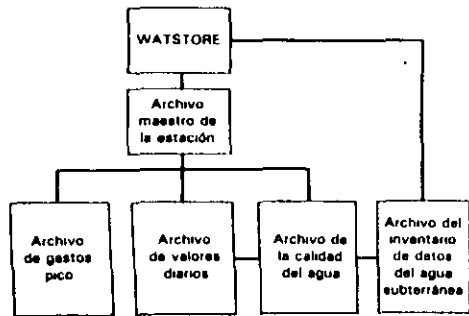 WATSTORE
Archivo
maestro de
la estación
Archivo
de gastos
pico
Archivo
de valores
diarios
Archivo de
la calidad
del agua
Archivo del
inventario
de datos
del agua
subterránea